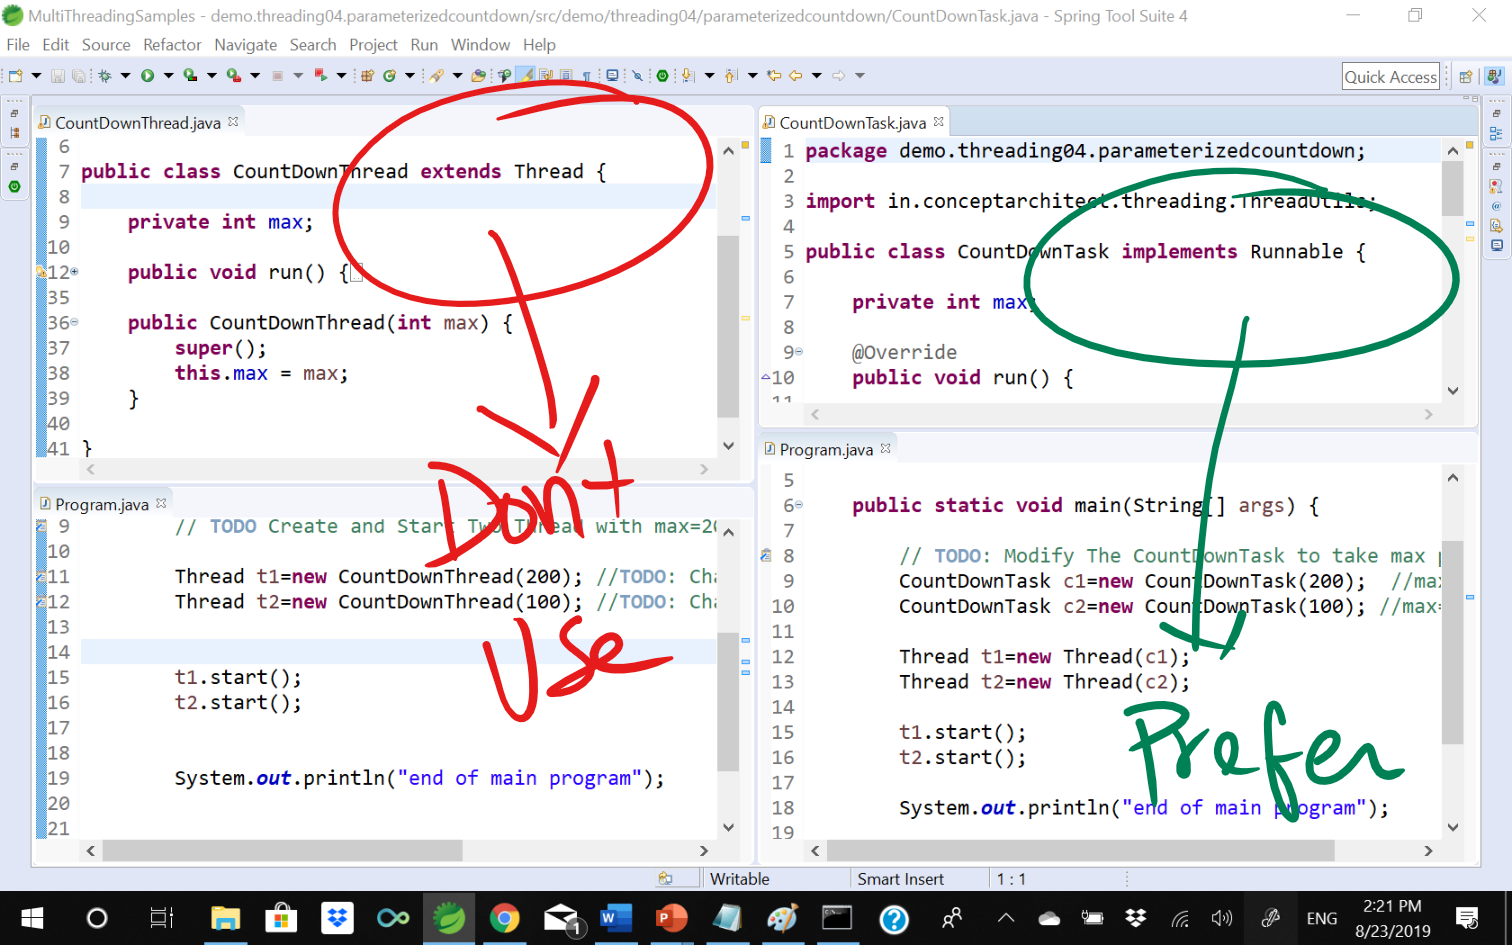 MultiThreadingSamples - demo.threading04.parameterizedcountdown/src/demo/threading04/parameterizedcountdown/CountDownTask.java - Spring Tool Suite 4
File Edit Source Refactor Navigate Search Project Run Window Help
Quick Access
CountDownThread.java
6
7 public class CountDownThread extends Thread {
8
9 private int max;
10
12 public void run() {
35
36 public CountDownThread(int max) {
37 super();
38 this.max = max;
39 }
40
41 }
Program.java
9 // TODO Create and Start Two Thread with max=20
10
11 Thread t1=new CountDownThread(200); //TODO: Cha
12 Thread t2=new CountDownThread(100); //TODO: Cha
13
14
15 t1.start();
16 t2.start();
17
18
19 System.out.println("end of main program");
20
21
Dont
Use
CountDownTask.java
1 package demo.threading04.parameterizedcountdown;
2
3 import in.conceptarchitect.threading.ThreadUtils;
4
5 public class CountDownTask implements Runnable {
6
7 private int max;
8
9 @Override
10 public void run() {
11
Program.java
5
6 public static void main(String[] args) {
7
8 // TODO: Modify The CountDownTask to take max p
9 CountDownTask c1=new CountDownTask(200); //max
10 CountDownTask c2=new CountDownTask(100); //max=
11
12 Thread t1=new Thread(c1);
13 Thread t2=new Thread(c2);
14
15 t1.start();
16 t2.start();
17
18 System.out.println("end of main program");
19
Prefer
Writable Smart Insert 1 : 1
1 ENG 2:21 PM
8/23/2019